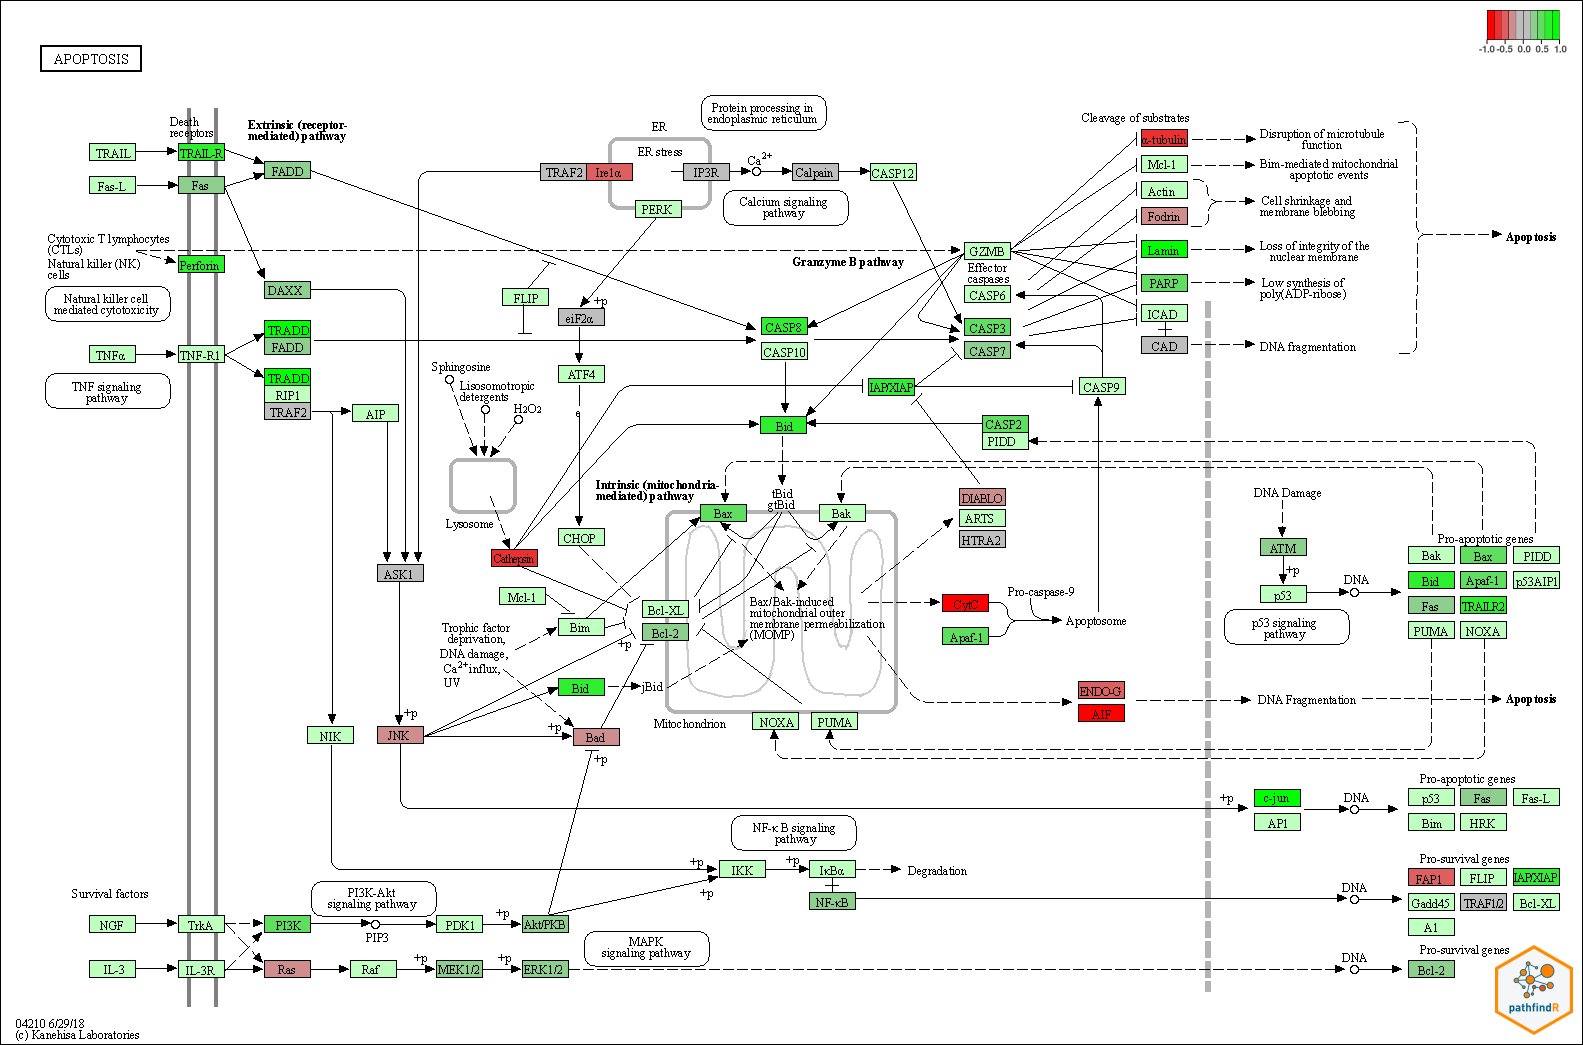 -1.0 -0.5 0.0 0.5 1.0
APOPTOSIS
Death
receptors
Extrinsic (receptor-
mediated) pathway
TRAIL
TRAIL-R
FADD
Fas-L
Fas
Cytotoxic T lymphocytes
(CTLs)
Natural killer (NK)
cells
Perforin
DAXX
Natural killer cell
mediated cytotoxicity
TNFα
TNF-R1
TRADD
FADD
TRADD
RIP1
TRAF2
AIP
TNF signaling
pathway
Protein processing in
endoplasmic reticulum
ER
ER stress
TRAF2
Ire1α
IP3R
Ca2+
Calpain
CASP12
PERK
Calcium signaling
pathway
FLIP
+p
eiF2α
ATF4
e
CHOP
Granzyme B pathway
GZMB
Effector
caspases
CASP6
CASP3
CASP7
CASP8
CASP10
IAP/XIAP
CASP9
Bid
CASP2
PIDD
Cleavage of substrates
α-tubulin
Disruption of microtubule
function
Mcl-1
Bim-mediated mitochondrial
apoptotic events
Actin
Fodrin
Cell shrinkage and
membrane blebbing
Lamin
Loss of integrity of the
nuclear membrane
PARP
Low synthesis of
poly(ADP-ribose)
ICAD
CAD
DNA fragmentation
Apoptosis
Sphingosine
Lisosomotropic
detergents
H2O2
Lysosome
Cathepsin
Intrinsic (mitochondria-
mediated) pathway
tBid
gtBid
Bax
Bak
DIABLO
ARTS
HTRA2
ASK1
Mcl-1
Bim
Bcl-XL
Bcl-2
+p
Trophic factor
deprivation,
DNA damage,
Ca2+ influx,
UV
Bax/Bak-induced
mitochondrial outer
membrane permeabilization
(MOMP)
CytC
Apaf-1
Pro-caspase-9
Apoptosome
Bid
jBid
Mitochondrion
NOXA
PUMA
ENDO-G
AIF
DNA Fragmentation
Apoptosis
NIK
+p
JNK
+p
Bad
+p
DNA Damage
ATM
+p
p53
DNA
p53 signaling
pathway
Pro-apoptotic genes
Bak
Bax
PIDD
Bid
Apaf-1
p53AIP1
Fas
TRAILR2
PUMA
NOXA
+p
c-jun
AP1
DNA
Pro-apoptotic genes
p53
Fas
Fas-L
Bim
HRK
NF-κB signaling
pathway
+p
IKK
+p
IκBα
Degradation
+p
NF-κB
DNA
Pro-survival genes
FAP1
FLIP
IAP/XIAP
Gadd45
TRAF1/2
Bcl-XL
A1
Pro-survival genes
Bcl-2
Survival factors
PI3K-Akt
signaling pathway
NGF
TrkA
PI3K
PIP3
PDK1
+p
Akt/PKB
MAPK
signaling pathway
IL-3
IL-3R
Ras
Raf
+p
MEK1/2
+p
ERK1/2
DNA
pathfindR
04210 6/29/18
(c) Kanehisa Laboratories